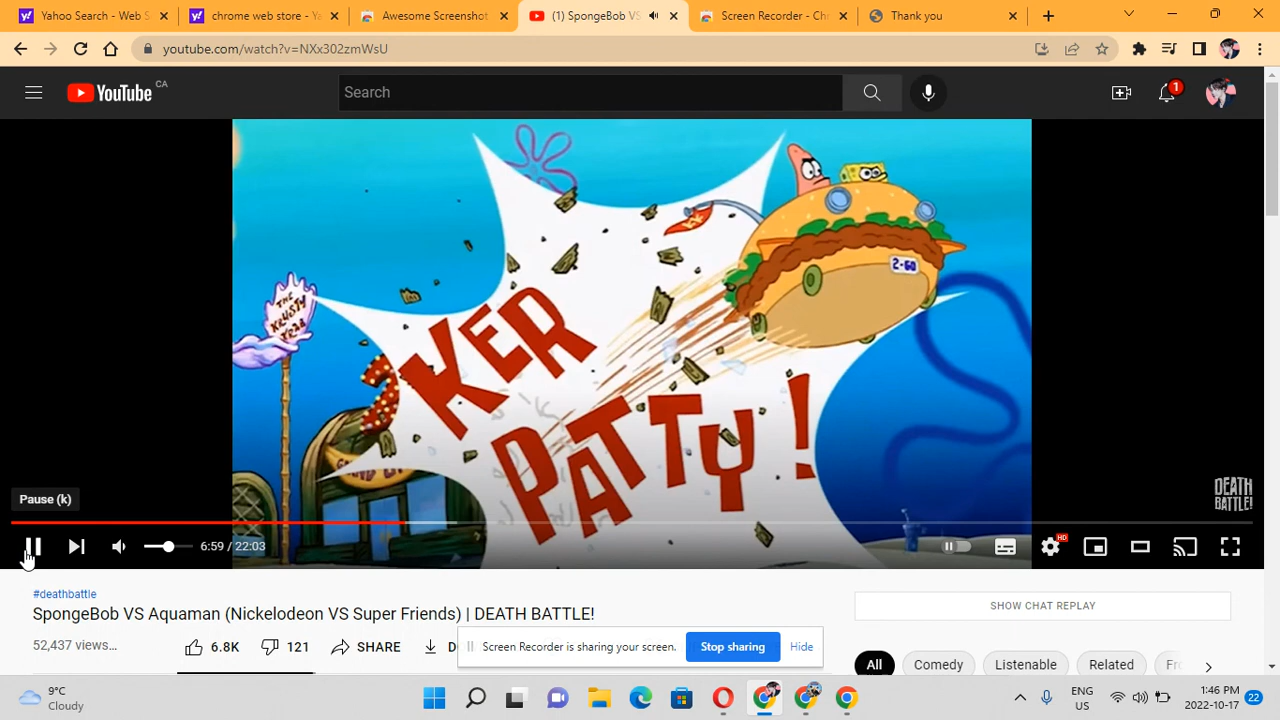 Yahoo Search - Web S
chrome web store - Ya
Awesome Screenshot
(1) SpongeBob VS
Screen Recorder - Chr
Thank you
youtube.com/watch?v=NXx302zmWsU
YouTube CA
Search
1
THE KRUSTY KRAB
2-GO
KER
PATTY!
DEATH
BATTLE!
Pause (k)
6:59 / 22:03
HD
#deathbattle
SpongeBob VS Aquaman (Nickelodeon VS Super Friends) | DEATH BATTLE!
SHOW CHAT REPLAY
52,437 views...
6.8K
121
SHARE
D
Screen Recorder is sharing your screen.
Stop sharing
Hide
All
Comedy
Listenable
Related
Fro
9°C
Cloudy
ENG
US
1:46 PM
2022-10-17
22